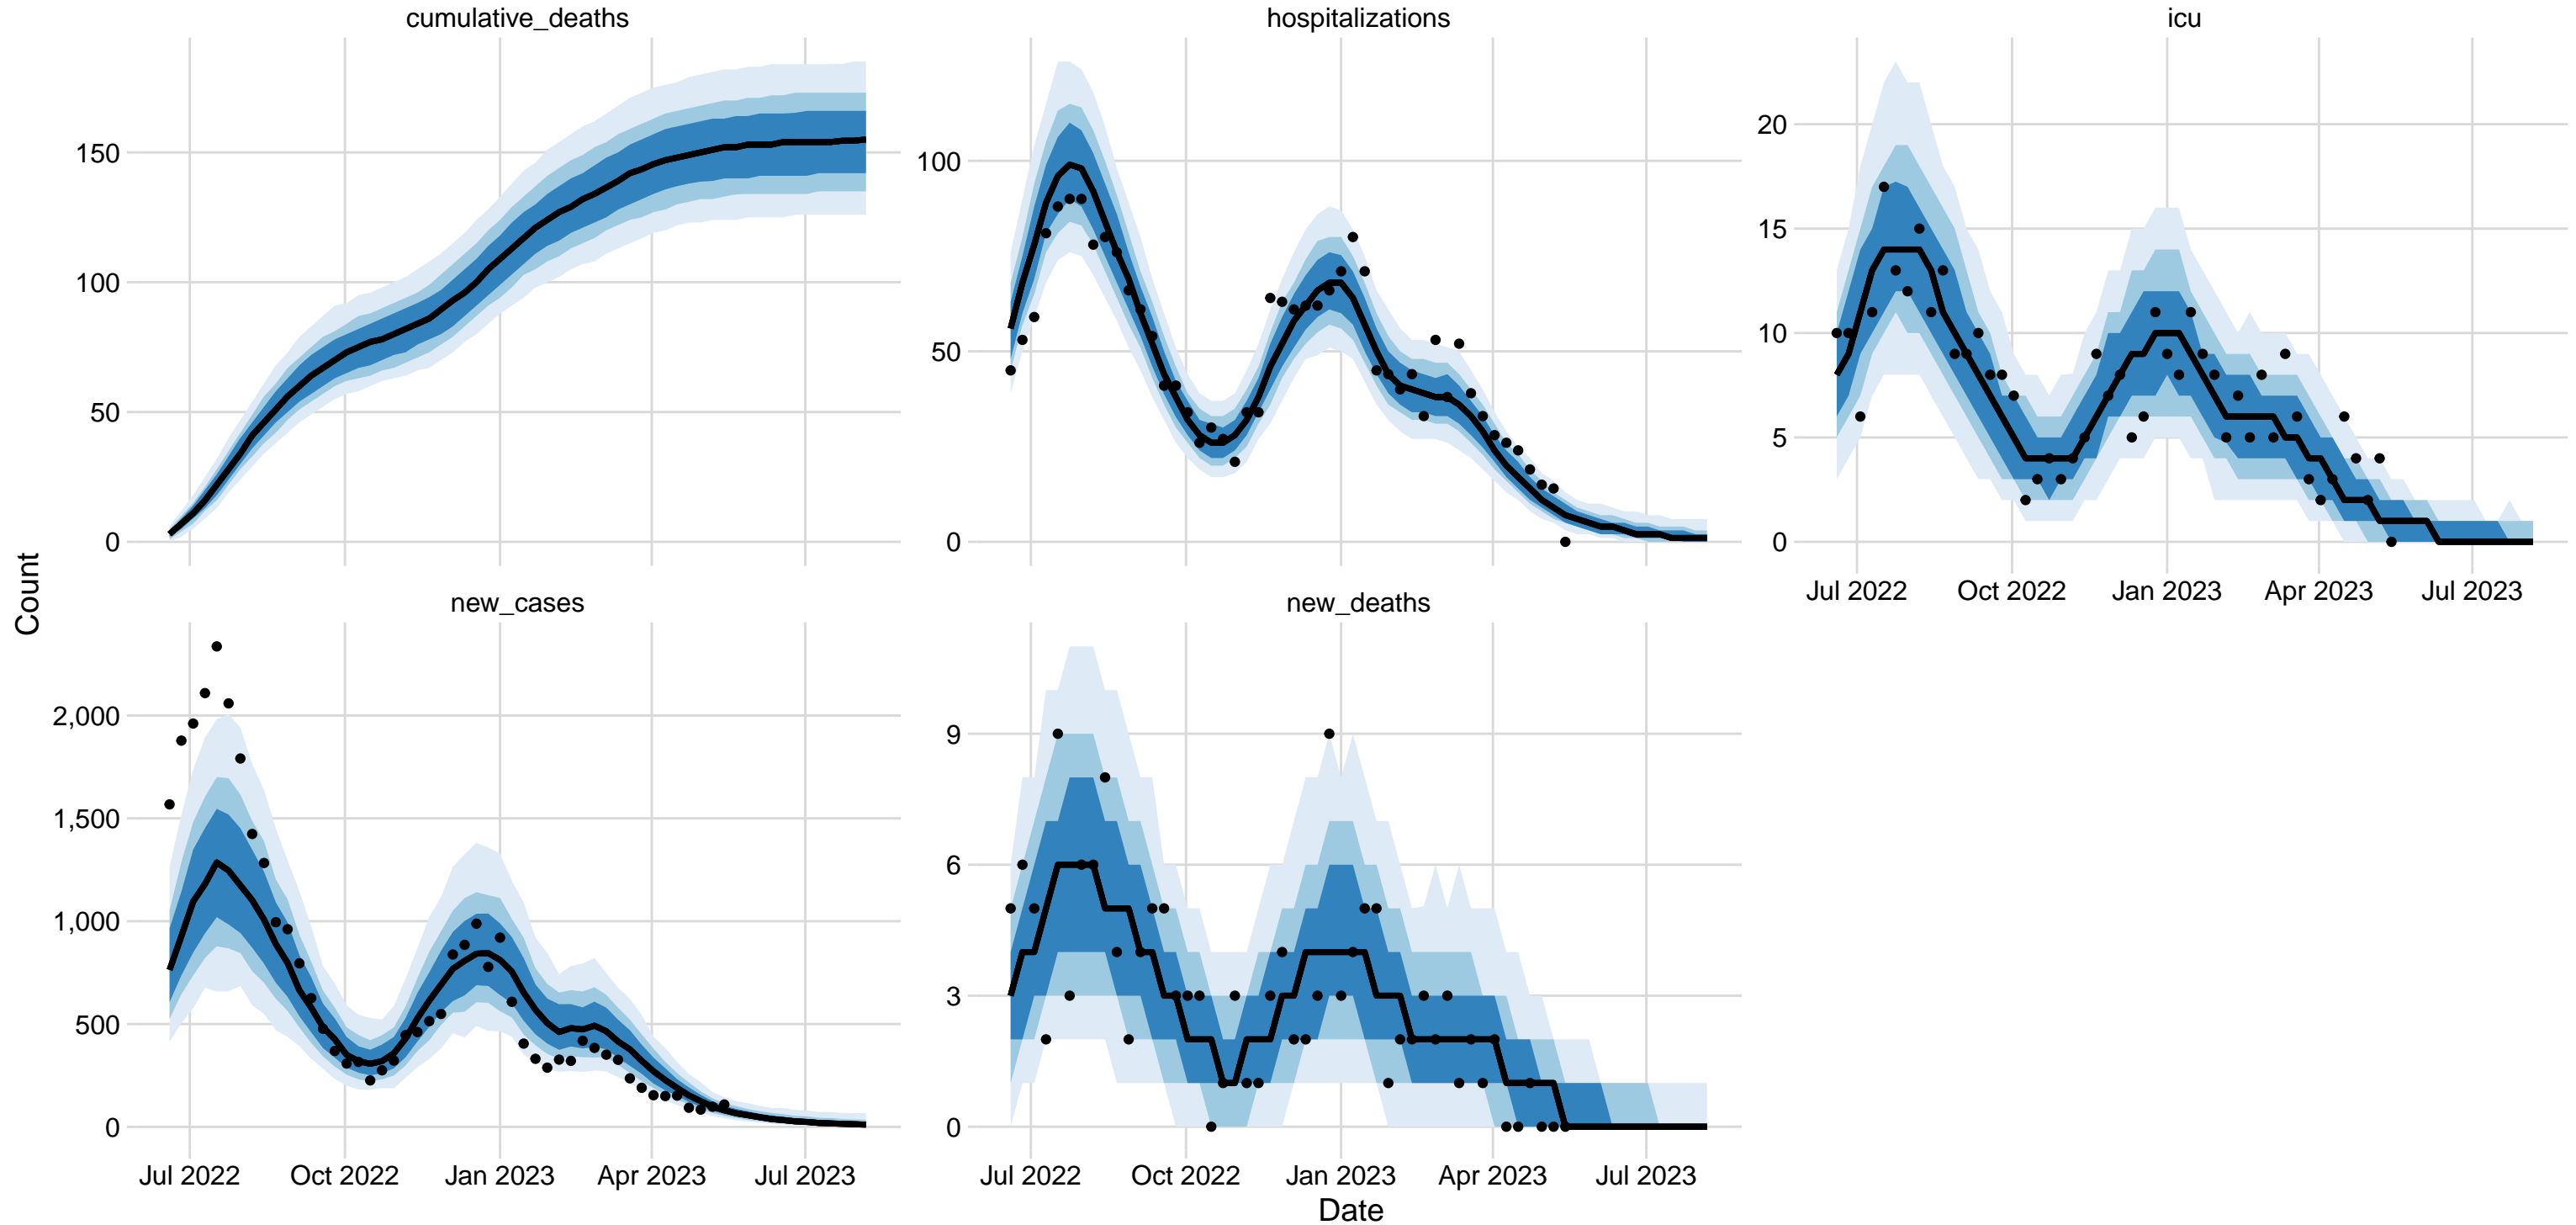 cumulative_deaths
hospitalizations
icu
150
100
50
0
100
50
0
20
15
10
5
0
Jul 2022 Oct 2022 Jan 2023 Apr 2023 Jul 2023
Count
new_cases
new_deaths
2,000
1,500
1,000
500
0
9
6
3
0
Jul 2022 Oct 2022 Jan 2023 Apr 2023 Jul 2023
Jul 2022 Oct 2022 Jan 2023 Apr 2023 Jul 2023
Date